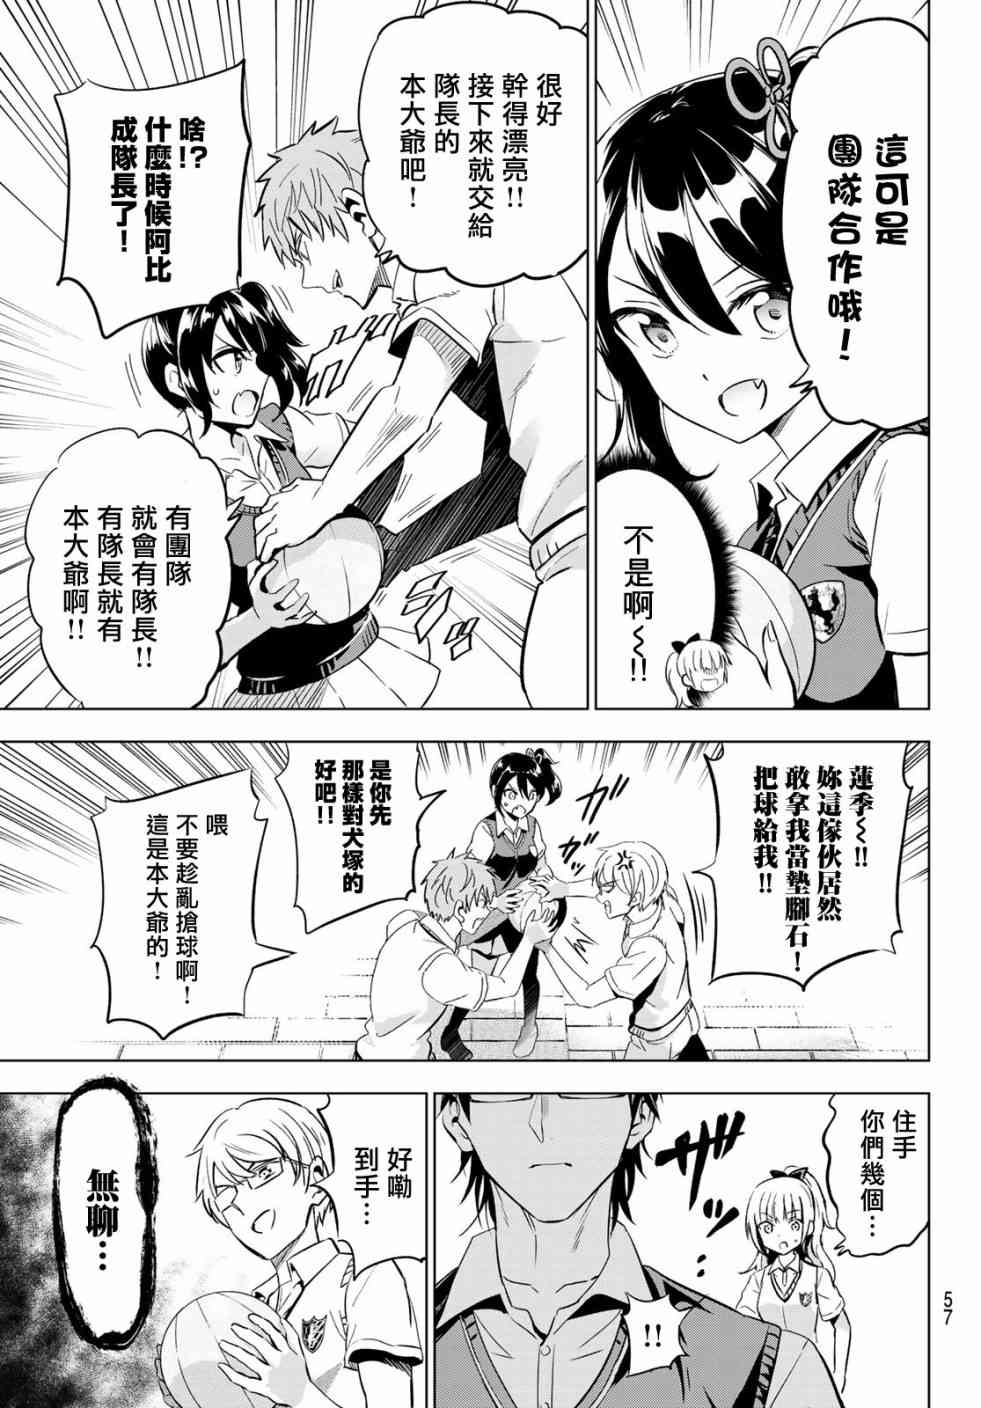 這可是
團隊合作哦！
不是啊～!!
很好
幹得漂亮!!
接下來就交給
隊長的
本大爺吧！
啥!?
什麼時候阿比
成隊長了！
有團隊
就會有隊長!!
有隊長就有
本大爺啊!!
蓮季～!!
妳這傢伙居然
敢拿我當墊腳石！
把球給我!!
是你先
那樣對犬塚的
好吧!!
喂
不要趁亂搶球啊！
這是本大爺的！
住手
你們幾個…
!!
好嘞
到手…
無聊…
57